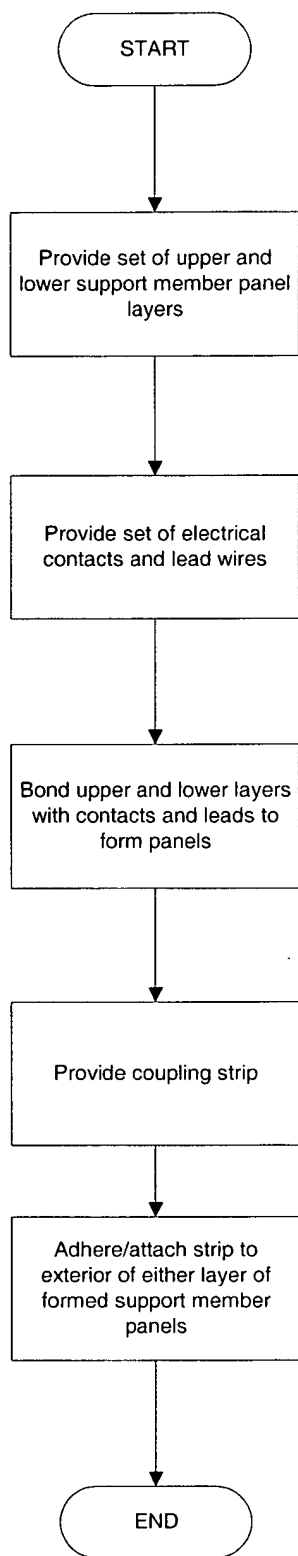 START
Provide set of upper and
lower support member panel
layers
Provide set of electrical
contacts and lead wires
Bond upper and lower layers
with contacts and leads to
form panels
Provide coupling strip
Adhere/attach strip to
exterior of either layer of
formed support member
panels
END